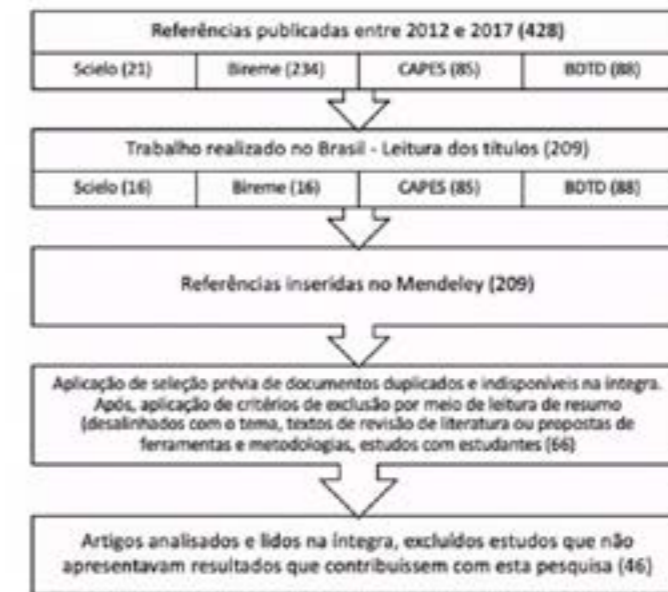 Referências publicadas entre 2012 e 2017 (428)
Scielo (21) Bireme (234) CAPES (85) BDTD (88)
Trabalho realizado no Brasil - Leitura dos títulos (209)
Scielo (16) Bireme (16) CAPES (85) BDTD (88)
Referências inseridas no Mendeley (209)
Aplicação de seleção prévia de documentos duplicados e indisponíveis na íntegra.
Após, aplicação de critérios de exclusão por meio de leitura de resumo
(desalinhados com o tema, textos de revisão de literatura ou propostas de
ferramentas e metodologias, estudos com estudantes (66)
Artigos analisados e lidos na íntegra, excluídos estudos que não
apresentavam resultados que contribuissem com esta pesquisa (46)